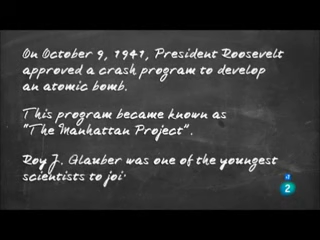 On October 9, 1941, President Roosevelt
approved a crash program to develop
an atomic bomb.
This program became known as
"The Manhattan Project".
Roy J. Glauber was one of the youngest
scientists to joi
2